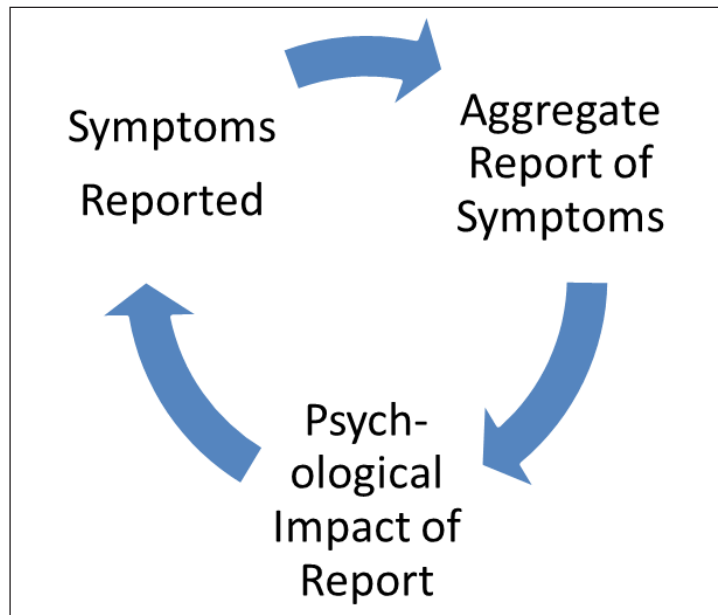 Symptoms
Reported
Aggregate
Report of
Symptoms
Psych-
ological
Impact of
Report